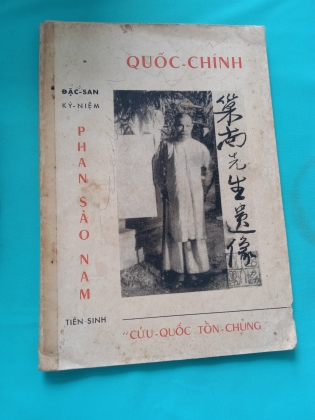 QUỐC-CHÍNH
ĐẶC-SAN
KỶ-NIỆM
PHAN SÀO NAM
TIÊN-SINH
巢南先生遺像
"CỨU-QUỐC TÒN-CHỦNG